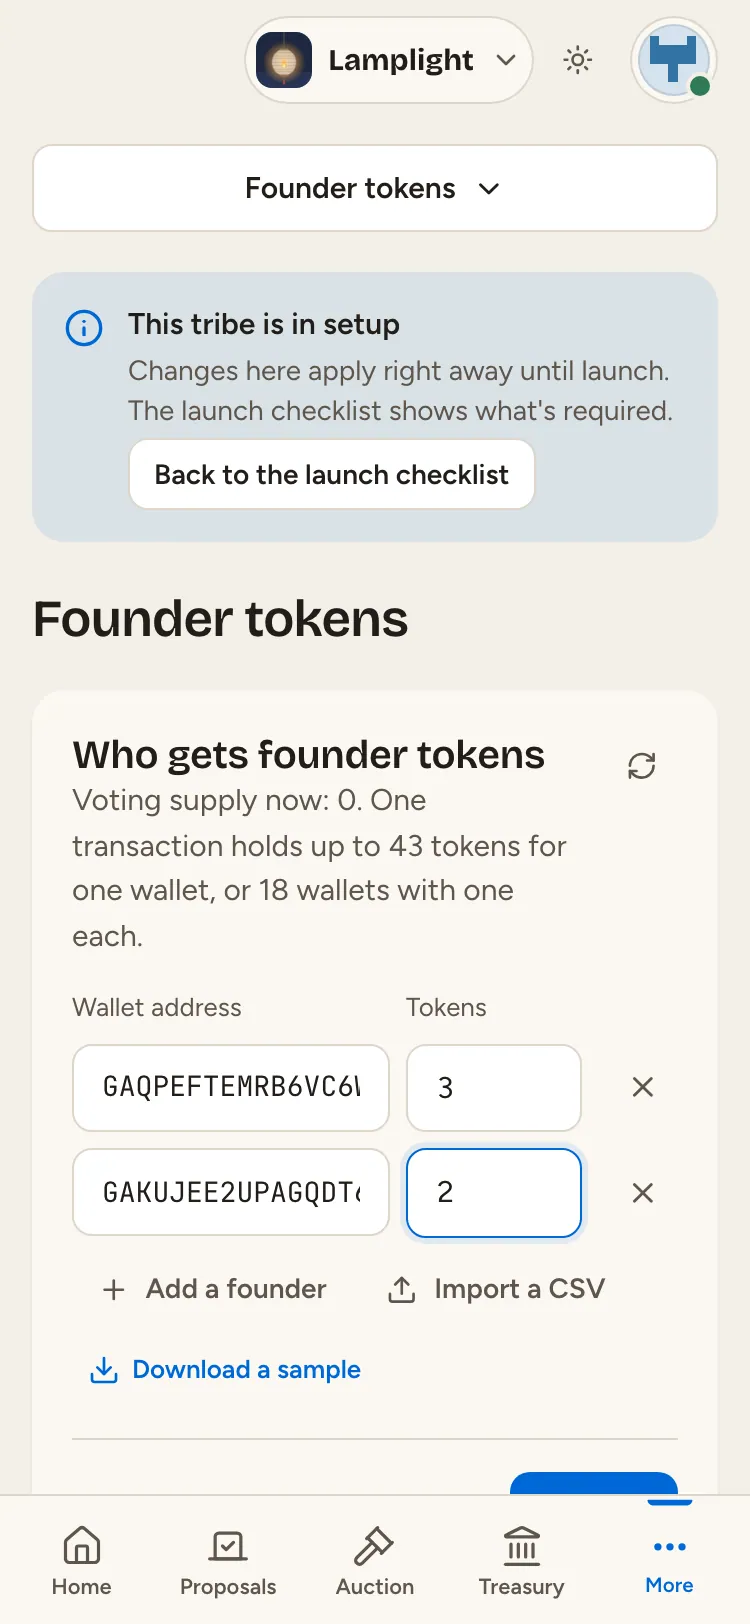 Lamplight
Founder tokens
This tribe is in setup
Changes here apply right away until launch.
The launch checklist shows what's required.
Back to the launch checklist
Founder tokens
Who gets founder tokens
Voting supply now: 0. One
transaction holds up to 43 tokens for
one wallet, or 18 wallets with one
each.
Wallet address Tokens
GAQPEFTEMRB6VC6 3
GAKUJEE2UPAGQDT 2
Add a founder Import a CSV
Download a sample
Home Proposals Auction Treasury More